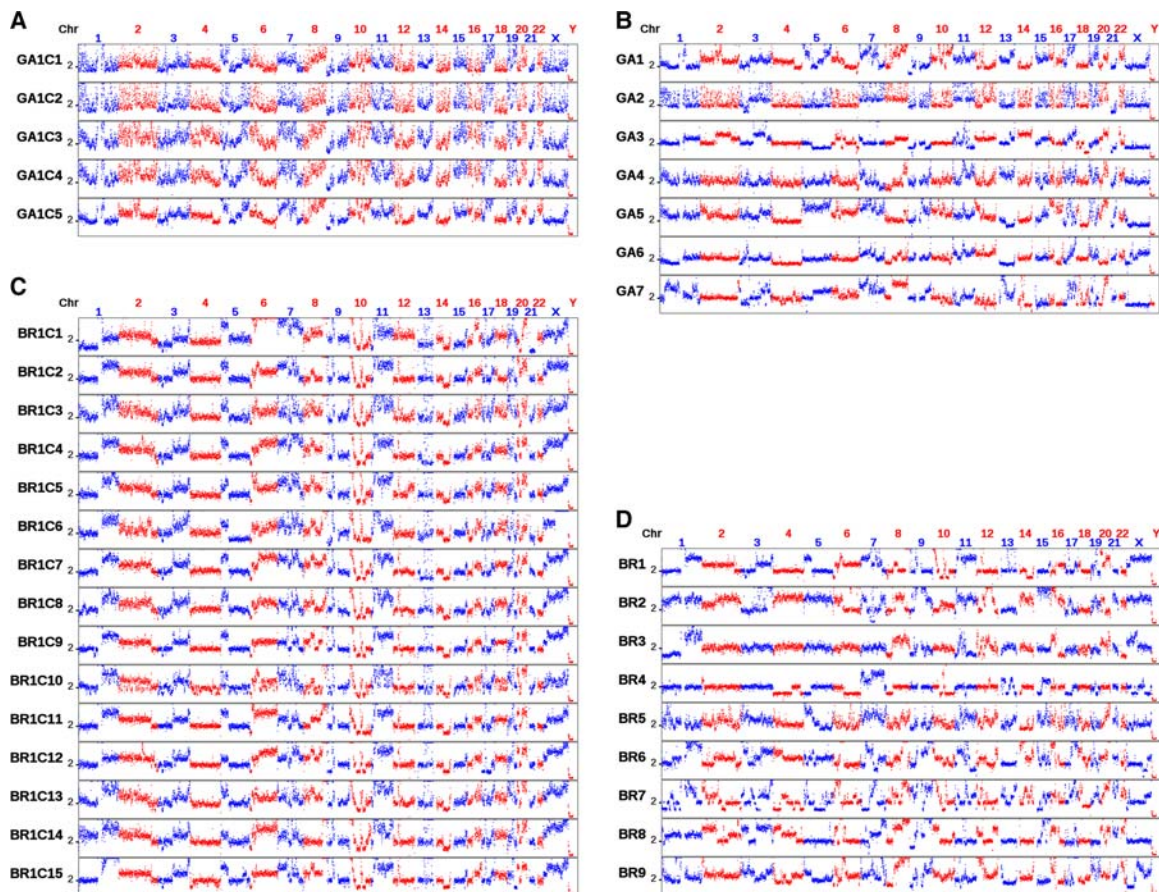 A
Chr 1 2 3 4 5 6 7 8 9 10 11 12 13 14 15 16 17 18 19 20 21 22 X Y
GA1C1 2
GA1C2 2
GA1C3 2
GA1C4 2
GA1C5 2
B
Chr 1 2 3 4 5 6 7 8 9 10 11 12 13 14 15 16 17 18 19 20 21 22 X Y
GA1 2
GA2 2
GA3 2
GA4 2
GA5 2
GA6 2
GA7 2
C
Chr 1 2 3 4 5 6 7 8 9 10 11 12 13 14 15 16 17 18 19 20 21 22 X Y
BR1C1 2
BR1C2 2
BR1C3 2
BR1C4 2
BR1C5 2
BR1C6 2
BR1C7 2
BR1C8 2
BR1C9 2
BR1C10 2
BR1C11 2
BR1C12 2
BR1C13 2
BR1C14 2
BR1C15 2
D
Chr 1 2 3 4 5 6 7 8 9 10 11 12 13 14 15 16 17 18 19 20 21 22 X Y
BR1 2
BR2 2
BR3 2
BR4 2
BR5 2
BR6 2
BR7 2
BR8 2
BR9 2